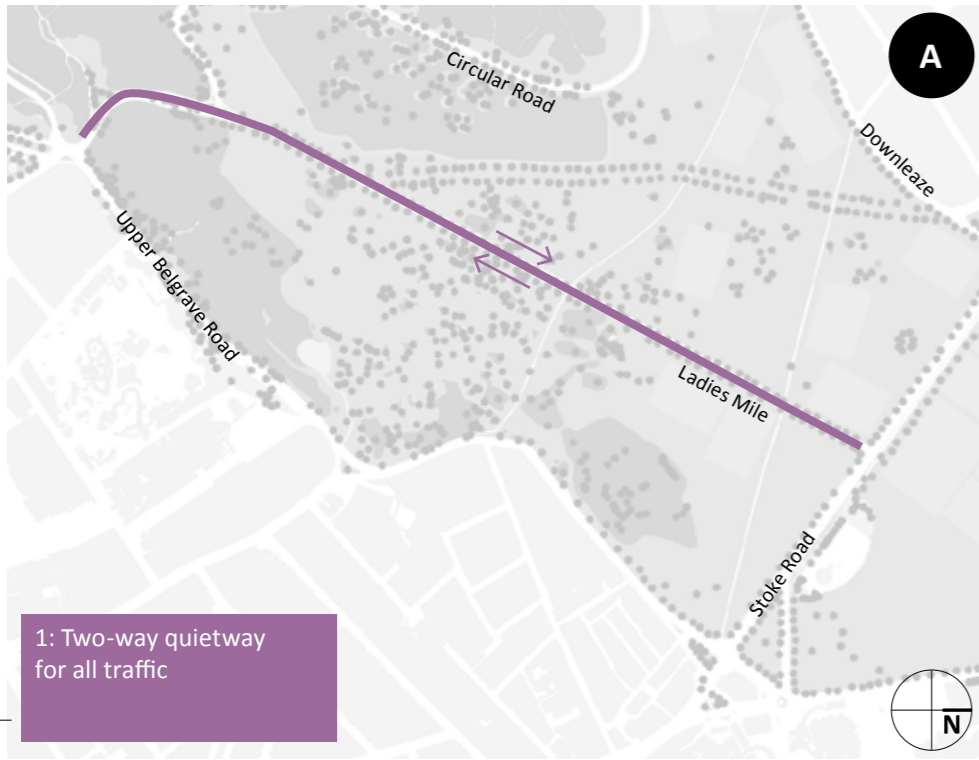 A
Circular Road
Downleaze
Upper Belgrave Road
Ladies Mile
Stoke Road
1: Two-way quietway
for all traffic
N